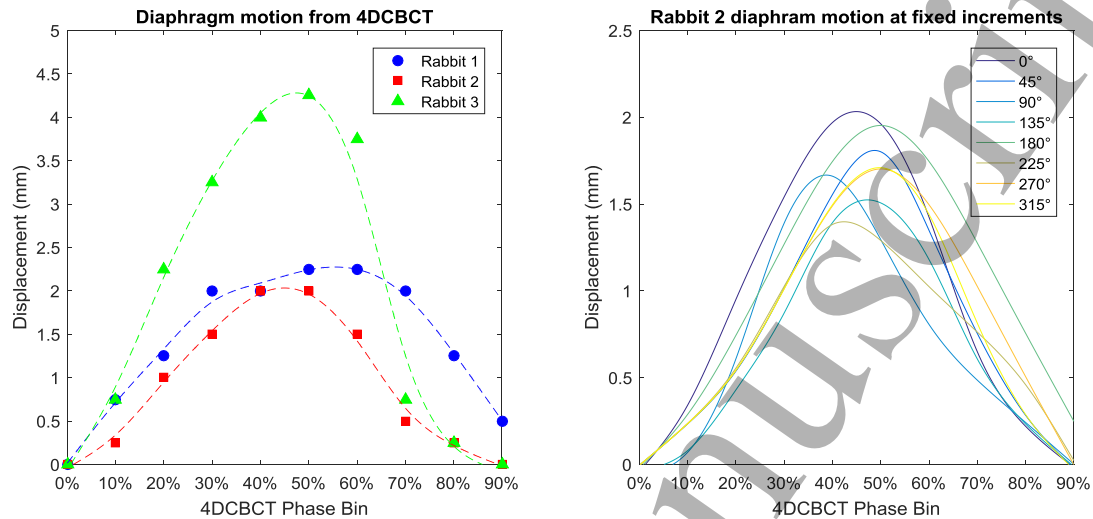 Diaphragm motion from 4DCBCT
5
4.5
4
3.5
3
2.5
2
1.5
1
0.5
0
Displacement (mm)
Rabbit 1
Rabbit 2
Rabbit 3
0% 10% 20% 30% 40% 50% 60% 70% 80% 90%
4DCBCT Phase Bin
Rabbit 2 diaphram motion at fixed increments
2.5
2
1.5
1
0.5
0
Displacement (mm)
0°
45°
90°
135°
180°
225°
270°
315°
0% 10% 20% 30% 40% 50% 60% 70% 80% 90%
4DCBCT Phase Bin
nuscri